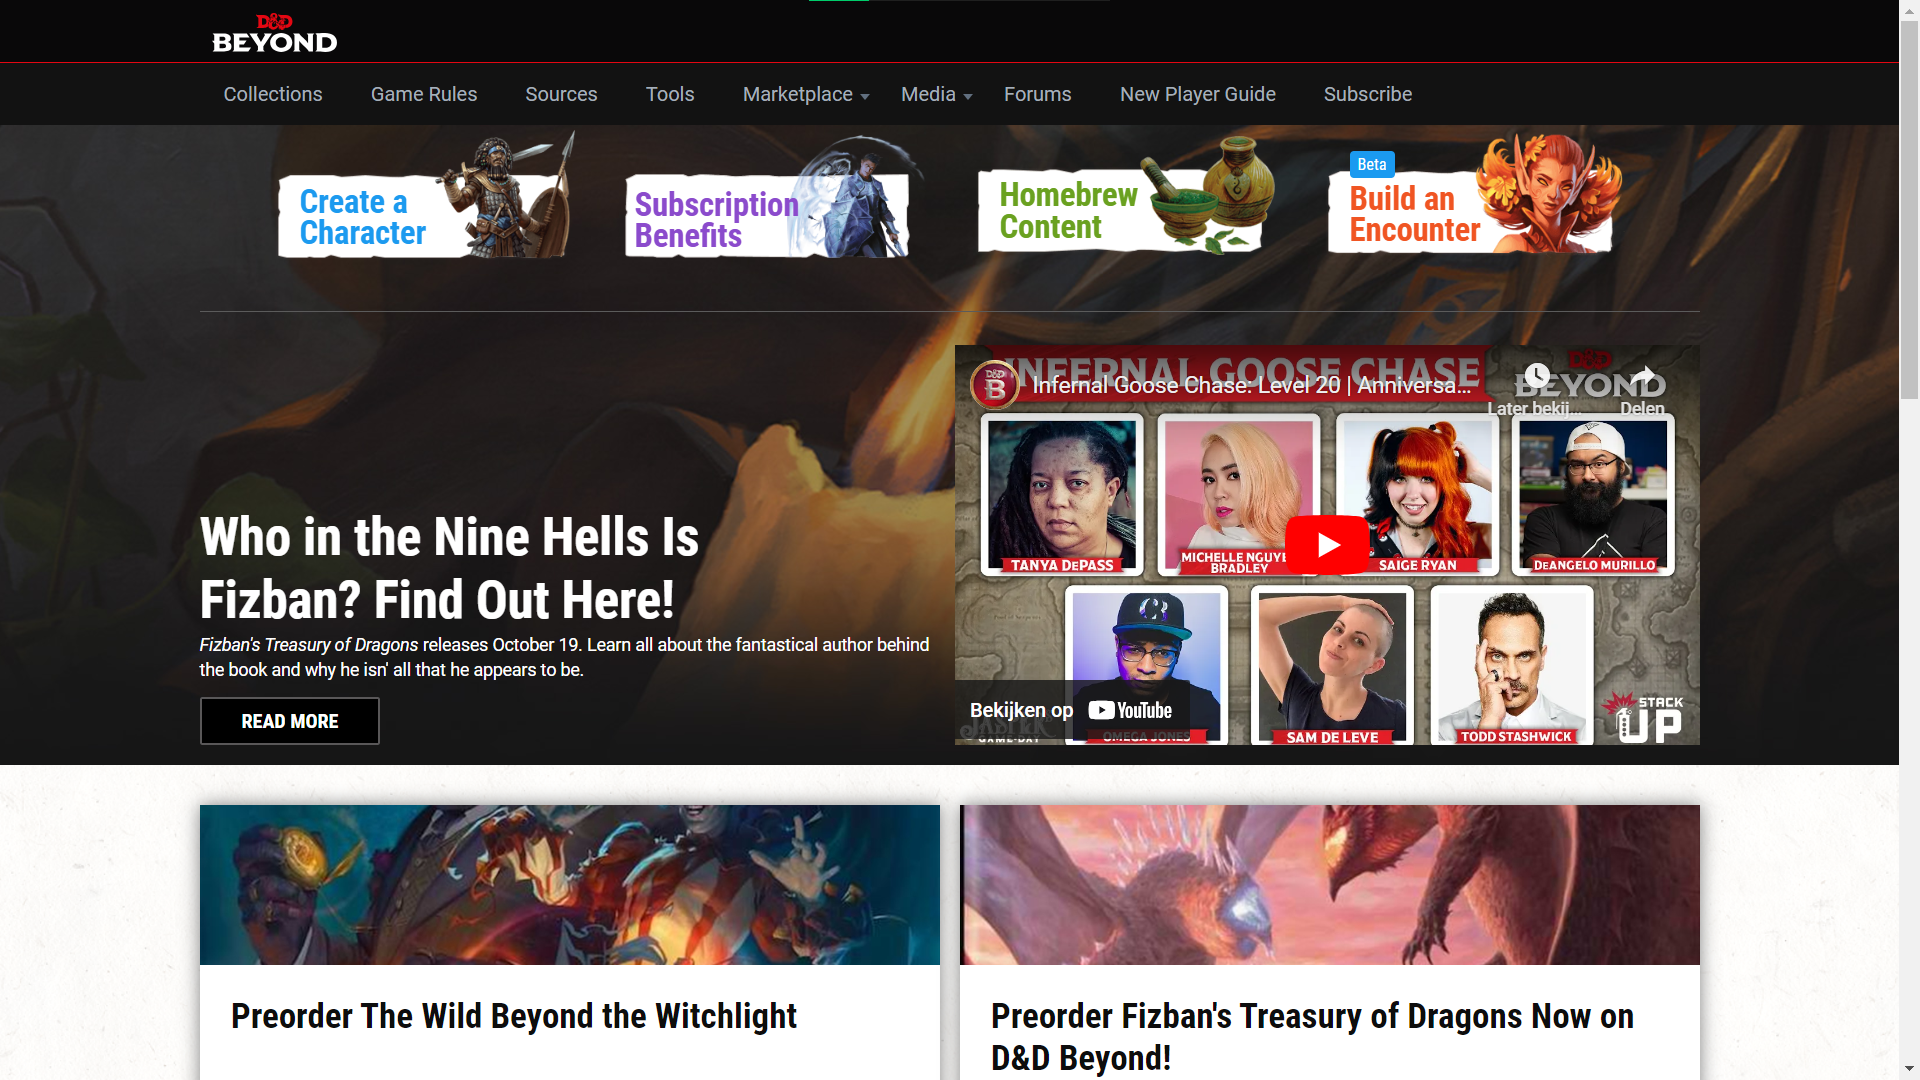 D&D
BEYOND
Collections
Game Rules
Sources
Tools
Marketplace
Media
Forums
New Player Guide
Subscribe
Create a
Character
Subscription
Benefits
Homebrew
Content
Beta
Build an
Encounter
INFERNAL GOOSE CHASE
D&D
BEYOND
D&D
B
Infernal Goose Chase: Level 20 | Anniversa...
Later bekij...
Delen
TANYA DEPASS
MICHELLE NGUYE
BRADLEY
SAIGE RYAN
DEANGELO MURILLO
Who in the Nine Hells Is
Fizban? Find Out Here!
Fizban's Treasury of Dragons releases October 19. Learn all about the fantastical author behind
the book and why he isn' all that he appears to be.
READ MORE
Bekijken op YouTube
GAME-DAY
OMEGA JONES
SAM DE LEVE
TODD STASHWICK
STACK
UP
Preorder The Wild Beyond the Witchlight
Preorder Fizban's Treasury of Dragons Now on
D&D Beyond!